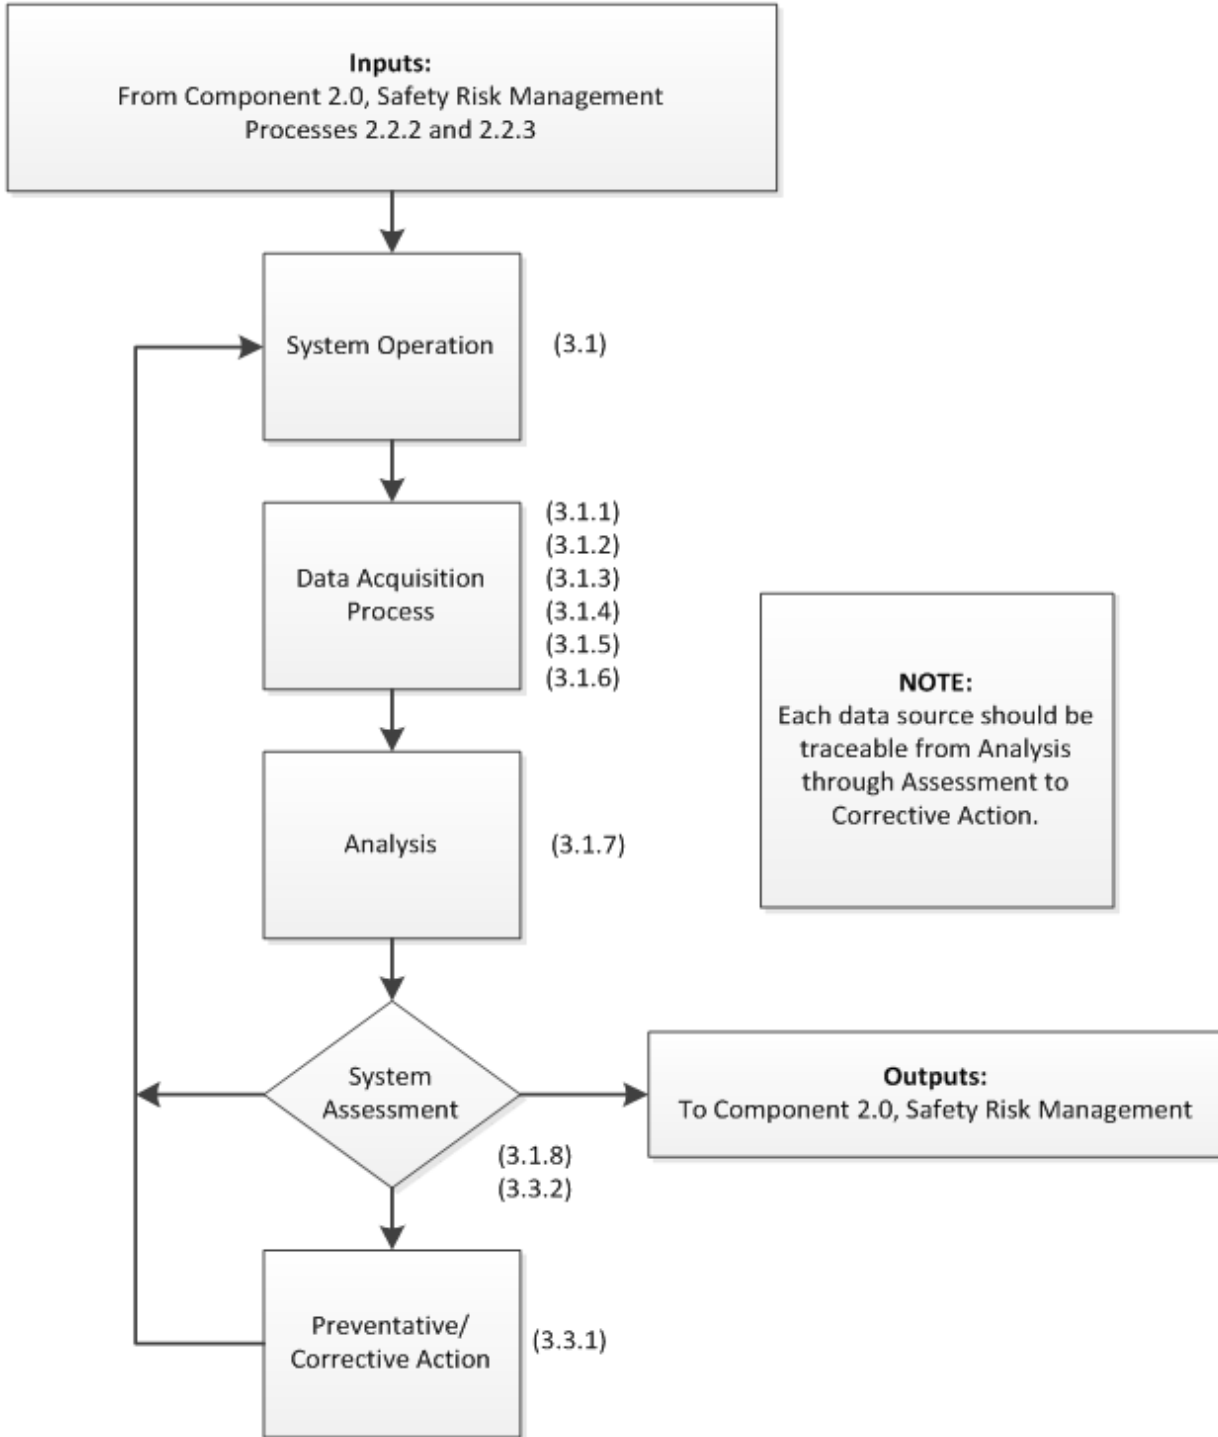 Inputs:
From Component 2.0, Safety Risk Management
Processes 2.2.2 and 2.2.3
System Operation
(3.1)
Data Acquisition
Process
(3.1.1)
(3.1.2)
(3.1.3)
(3.1.4)
(3.1.5)
(3.1.6)
NOTE:
Each data source should be
traceable from Analysis
through Assessment to
Corrective Action.
Analysis
(3.1.7)
System
Assessment
(3.1.8)
(3.3.2)
Outputs:
To Component 2.0, Safety Risk Management
Preventative/
Corrective Action
(3.3.1)